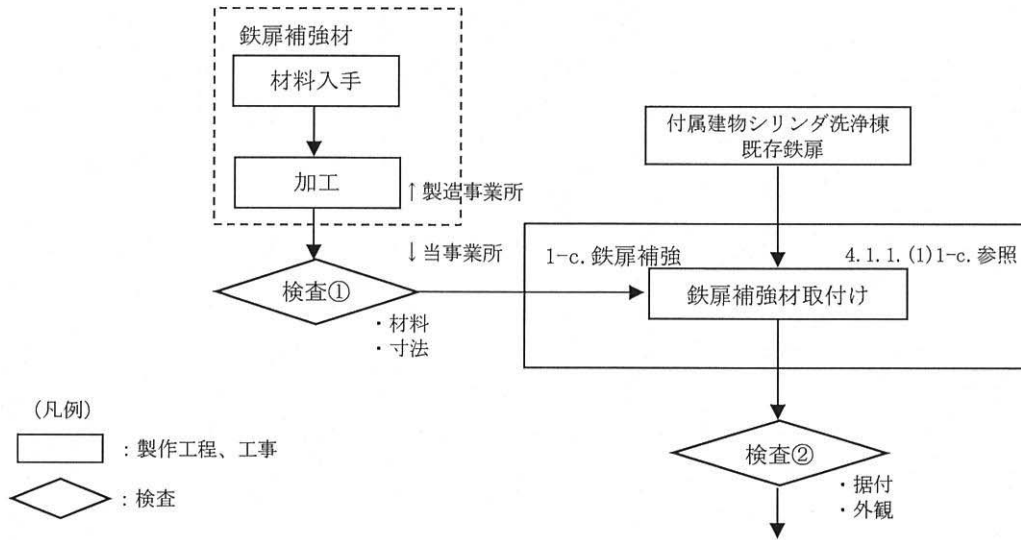 鉄扉補強材
材料入手
加工
↑製造事業所
↓当事業所
検査①
・材料
・寸法
付属建物シリンダ洗浄棟
既存鉄扉
1-c.鉄扉補強
4.1.1.(1)1-c.参照
鉄扉補強材取付け
検査②
・据付
・外観
(凡例)
：製作工程、工事
：検査